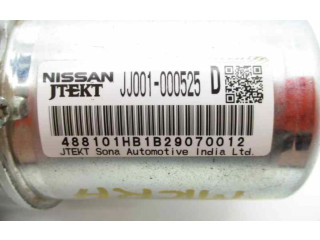 NISSAN JJ001-000525 D
JTEKT
488101HB1B29070012
JTEKT Sona Automotive India Ltd.